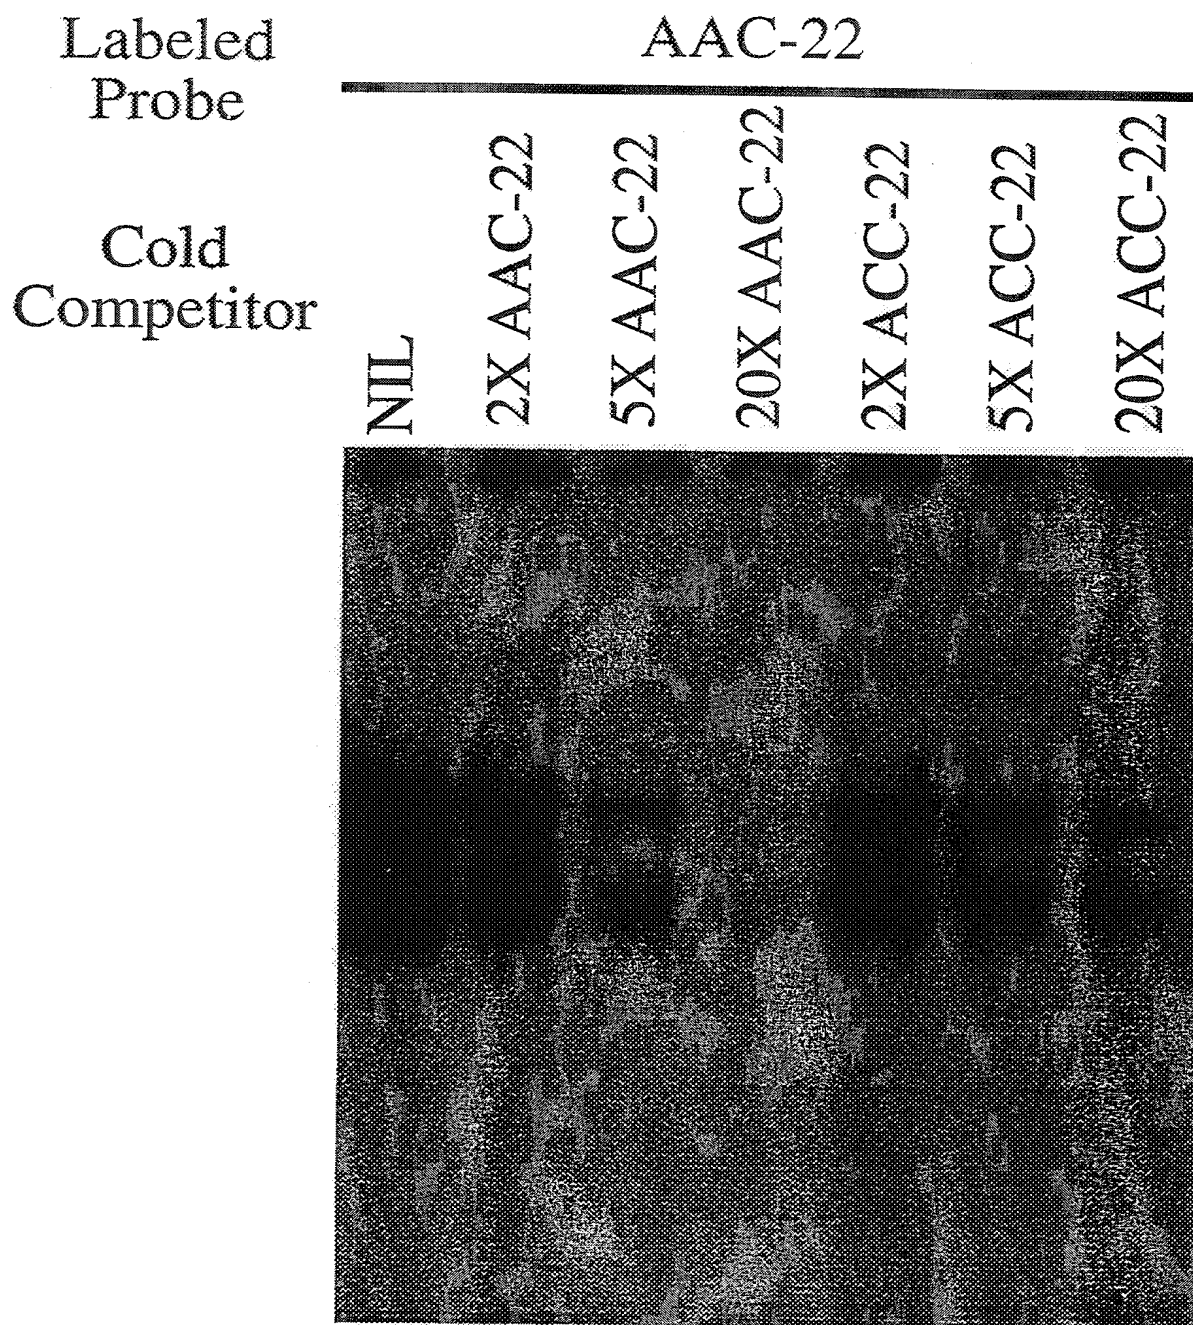 Labeled
Probe
AAC-22
Cold
Competitor
NIL
2X AAC-22
5X AAC-22
20X AAC-22
2X ACC-22
5X ACC-22
20X ACC-22